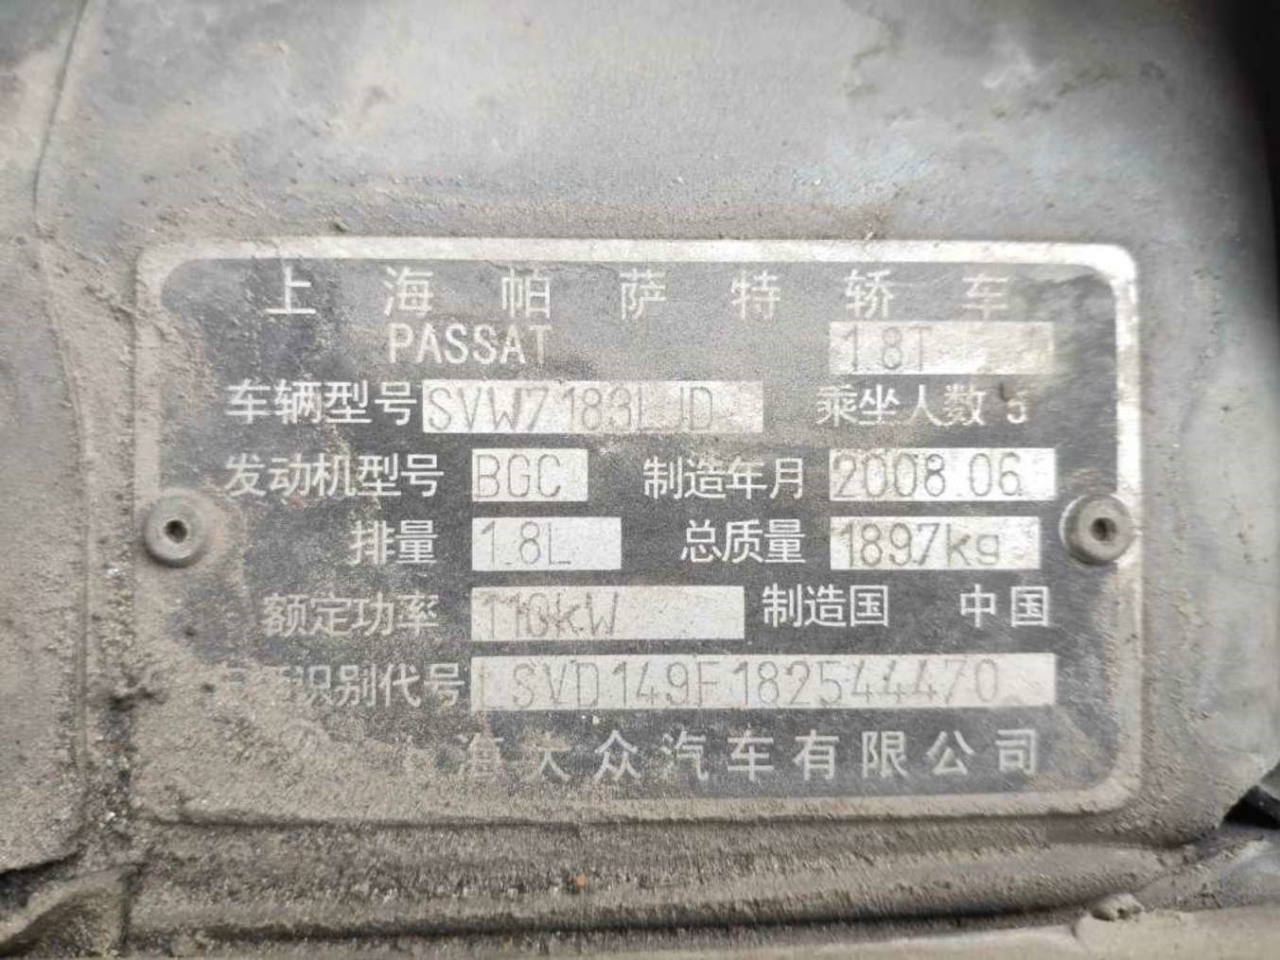 上海帕萨特轿车
PASSAT 1.8T
车辆型号 SVW7183LJD 乘坐人数 5
发动机型号 BGC 制造年月 2008.06
排量 1.8L 总质量 1897kg
额定功率 110kW 制造国 中国
识别代号 LSVD149F182544470
海大众汽车有限公司